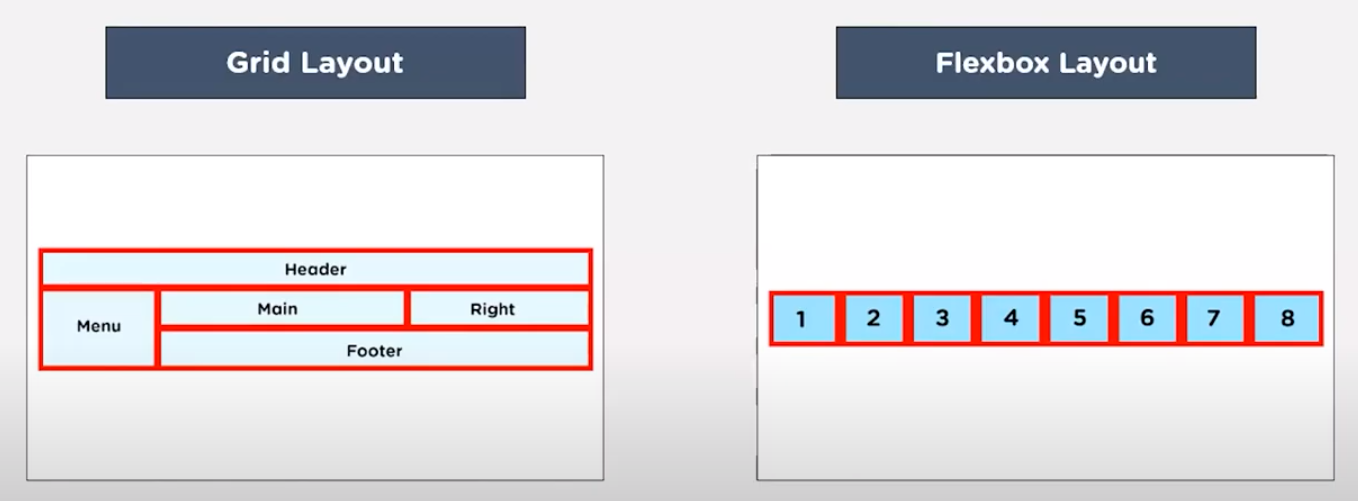 Grid Layout
Header
Menu
Main
Right
Footer
Flexbox Layout
1 2 3 4 5 6 7 8